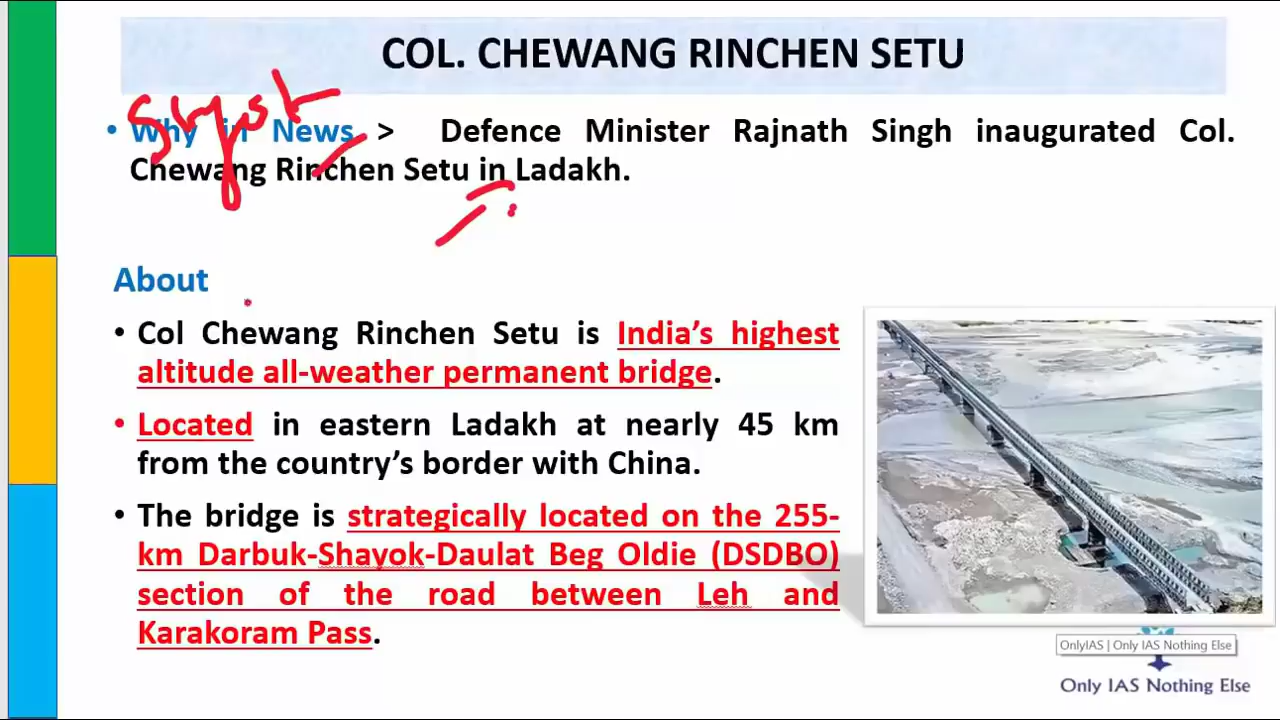 COL. CHEWANG RINCHEN SETU
• Why in News > Defence Minister Rajnath Singh inaugurated Col.
Chewang Rinchen Setu in Ladakh.
About
• Col Chewang Rinchen Setu is India's highest
altitude all-weather permanent bridge.
• Located in eastern Ladakh at nearly 45 km
from the country's border with China.
• The bridge is strategically located on the 255-
km Darbuk-Shayok-Daulat Beg Oldie (DSDBO)
section of the road between Leh and
Karakoram Pass.
OnlyIAS | Only IAS Nothing Else
Only IAS Nothing Else